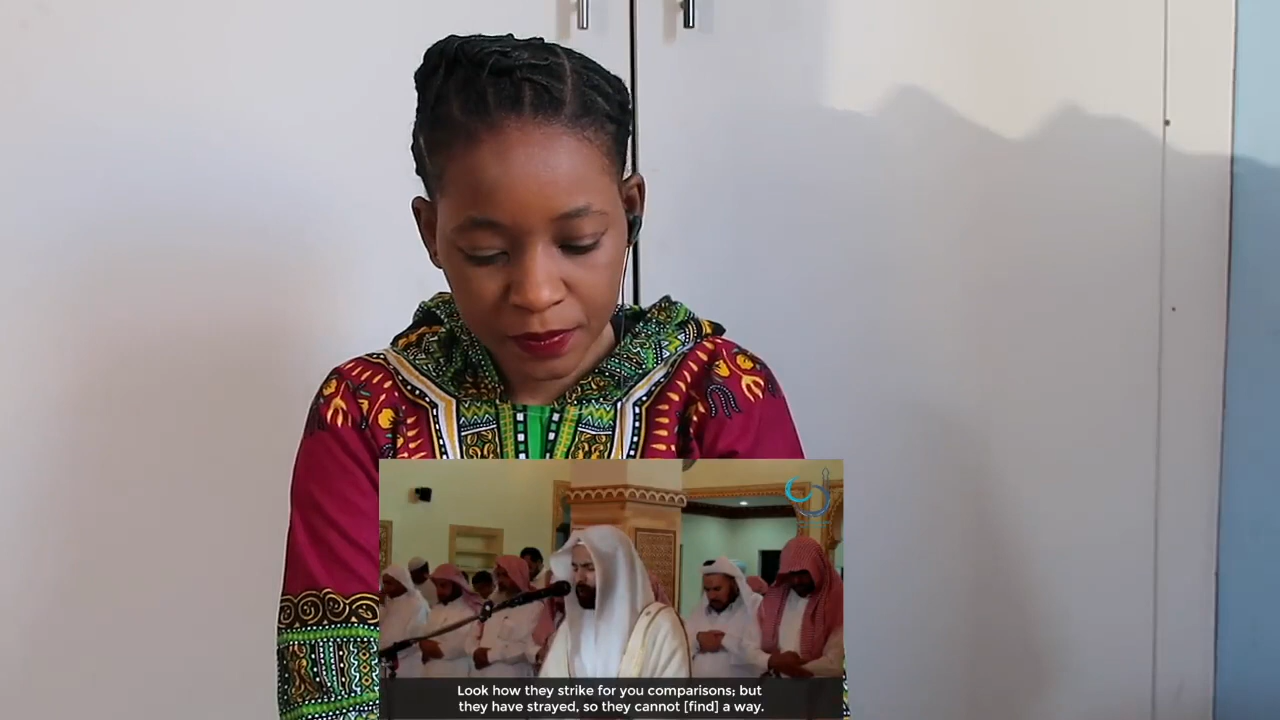 Look how they strike for you comparisons; but
they have strayed, so they cannot [find] a way.